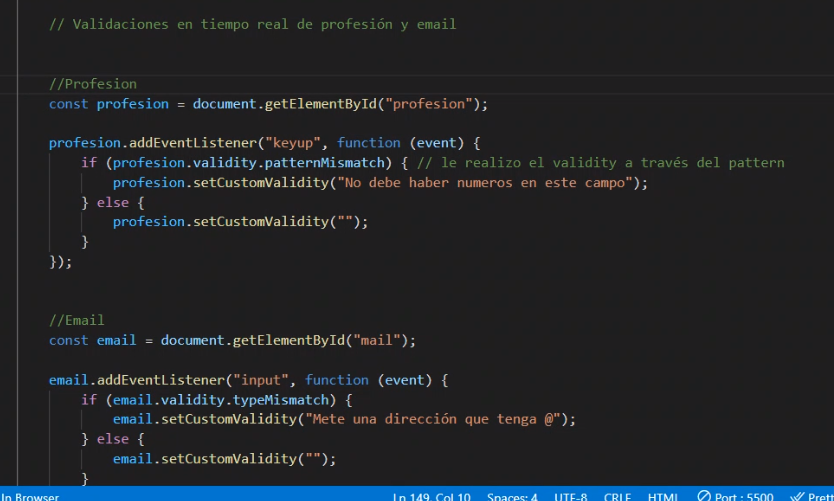 // Validaciones en tiempo real de profesión y email
//Profesion
const profesion = document.getElementById("profesion");
profesion.addEventListener("keyup", function (event) {
if (profesion.validity.patternMismatch) { // le realizo el validity a través del pattern
profesion.setCustomValidity("No debe haber numeros en este campo");
} else {
profesion.setCustomValidity("");
}
});
//Email
const email = document.getElementById("mail");
email.addEventListener("input", function (event) {
if (email.validity.typeMismatch) {
email.setCustomValidity("Mete una dirección que tenga @");
} else {
email.setCustomValidity("");
}
In Browser Ln 149, Col 10 Spaces: 4 UTF-8 CRLF HTML Port : 5500 Prett